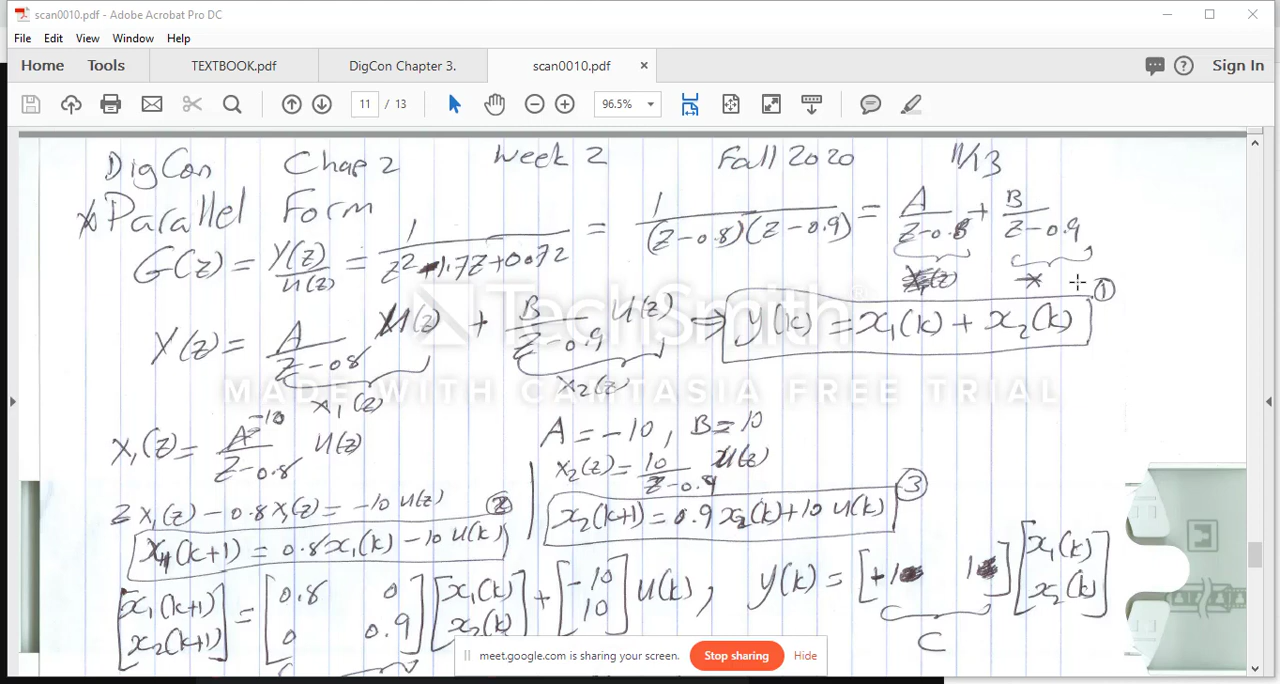 scan0010.pdf - Adobe Acrobat Pro DC
File Edit View Window Help
Home Tools TEXTBOOK.pdf DigCon Chapter 3. scan0010.pdf × Sign In
11 / 13 96.5%
DigCon Chap 2 Week 2 Fall 2020 11/13
*Parallel Form
G(z) = Y(z)/U(z) = 1/(z² -1.7z+0.72) = 1/((z-0.8)(z-0.9)) = A/(z-0.8) + B/(z-0.9)
Y(z) = A/(z-0.8) U(z) + B/(z-0.9) U(z) ⇒ y(k) = x₁(k) + x₂(k) ①
x₁(z) x₂(z)
TechSmith
MADE WITH CAMTASIA FREE TRIAL
A = -10, B = 10
X₁(z) = -10/(z-0.8) U(z)
x₂(z) = 10/(z-0.9) U(z)
z x₁(z) - 0.8 x₁(z) = -10 U(z) ②
x₁(k+1) = 0.8x₁(k) - 10 U(k)
x₂(k+1) = 0.9 x₂(k) + 10 U(k) ③
[x₁(k+1) x₂(k+1)] = [0.8 0 0 0.9] [x₁(k) x₂(k)] + [-10 10] U(k), y(k) = [+1 1] [x₁(k) x₂(k)]
C
meet.google.com is sharing your screen. Stop sharing Hide